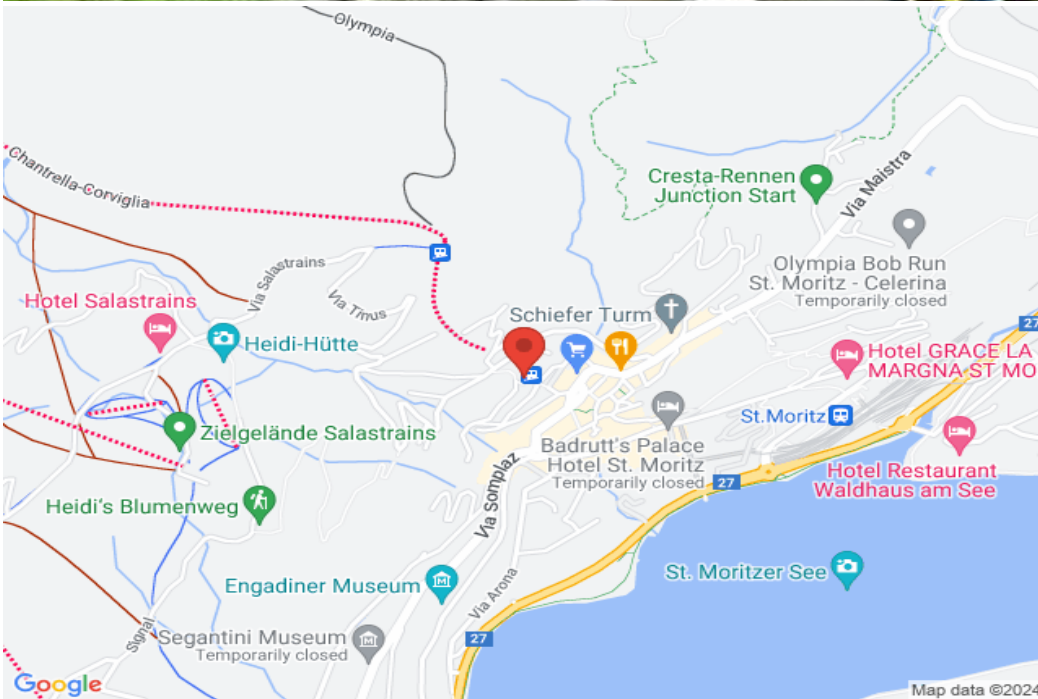 Olympia
Chantrella-Corviglia
Via Salastrains
Via Tinus
Hotel Salastrains
Heidi-Hütte
Zielgelände Salastrains
Heidi's Blumenweg
Schiefer Turm
Cresta-Rennen
Junction Start
Via Maistra
Olympia Bob Run
St. Moritz - Celerina
Temporarily closed
27
Hotel GRACE LA
MARGNA ST MO
St.Moritz
Badrutt's Palace
Hotel St. Moritz
Temporarily closed
27
Hotel Restaurant
Waldhaus am See
Via Somplaz
Engadiner Museum
Via Arona
St. Moritzer See
Signal
Segantini Museum
Temporarily closed
27
Google
Map data ©2024